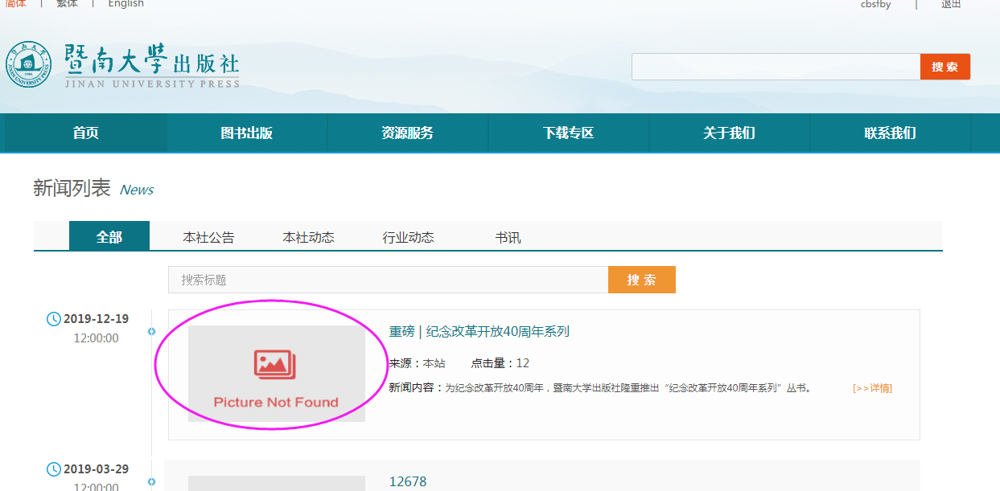 简体 | 繁体 | English
cbsfby | 退出
暨南大学出版社
JINAN UNIVERSITY PRESS
搜 索
首页 图书出版 资源服务 下载专区 关于我们 联系我们
新闻列表 News
全部 本社公告 本社动态 行业动态 书讯
搜索标题 搜 索
2019-12-19
12:00:00
Picture Not Found
重磅 | 纪念改革开放40周年系列
来源：本站 点击量：12
新闻内容：为纪念改革开放40周年，暨南大学出版社隆重推出“纪念改革开放40周年系列”丛书。 [>>详情]
2019-03-29
12:00:00
12678